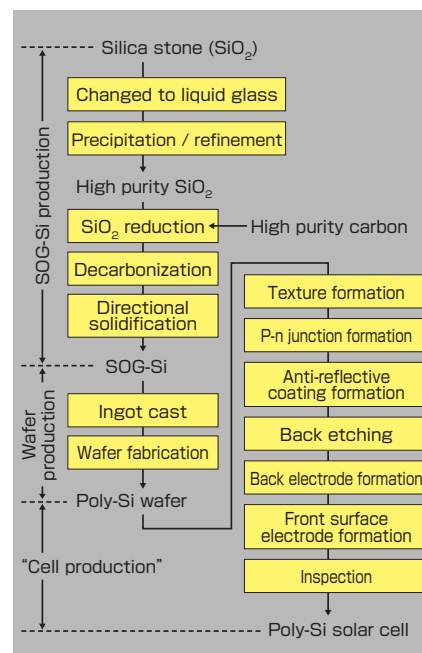 Silica stone (SiO₂)
Changed to liquid glass
Precipitation / refinement
High purity SiO₂
SiO₂ reduction
High purity carbon
Decarbonization
Directional
solidification
SOG-Si
Ingot cast
Wafer fabrication
Poly-Si wafer
SOG-Si production
Wafer
production
“Cell production”
Texture formation
P-n junction formation
Anti-reflective
coating formation
Back etching
Back electrode formation
Front surface
electrode formation
Inspection
Poly-Si solar cell